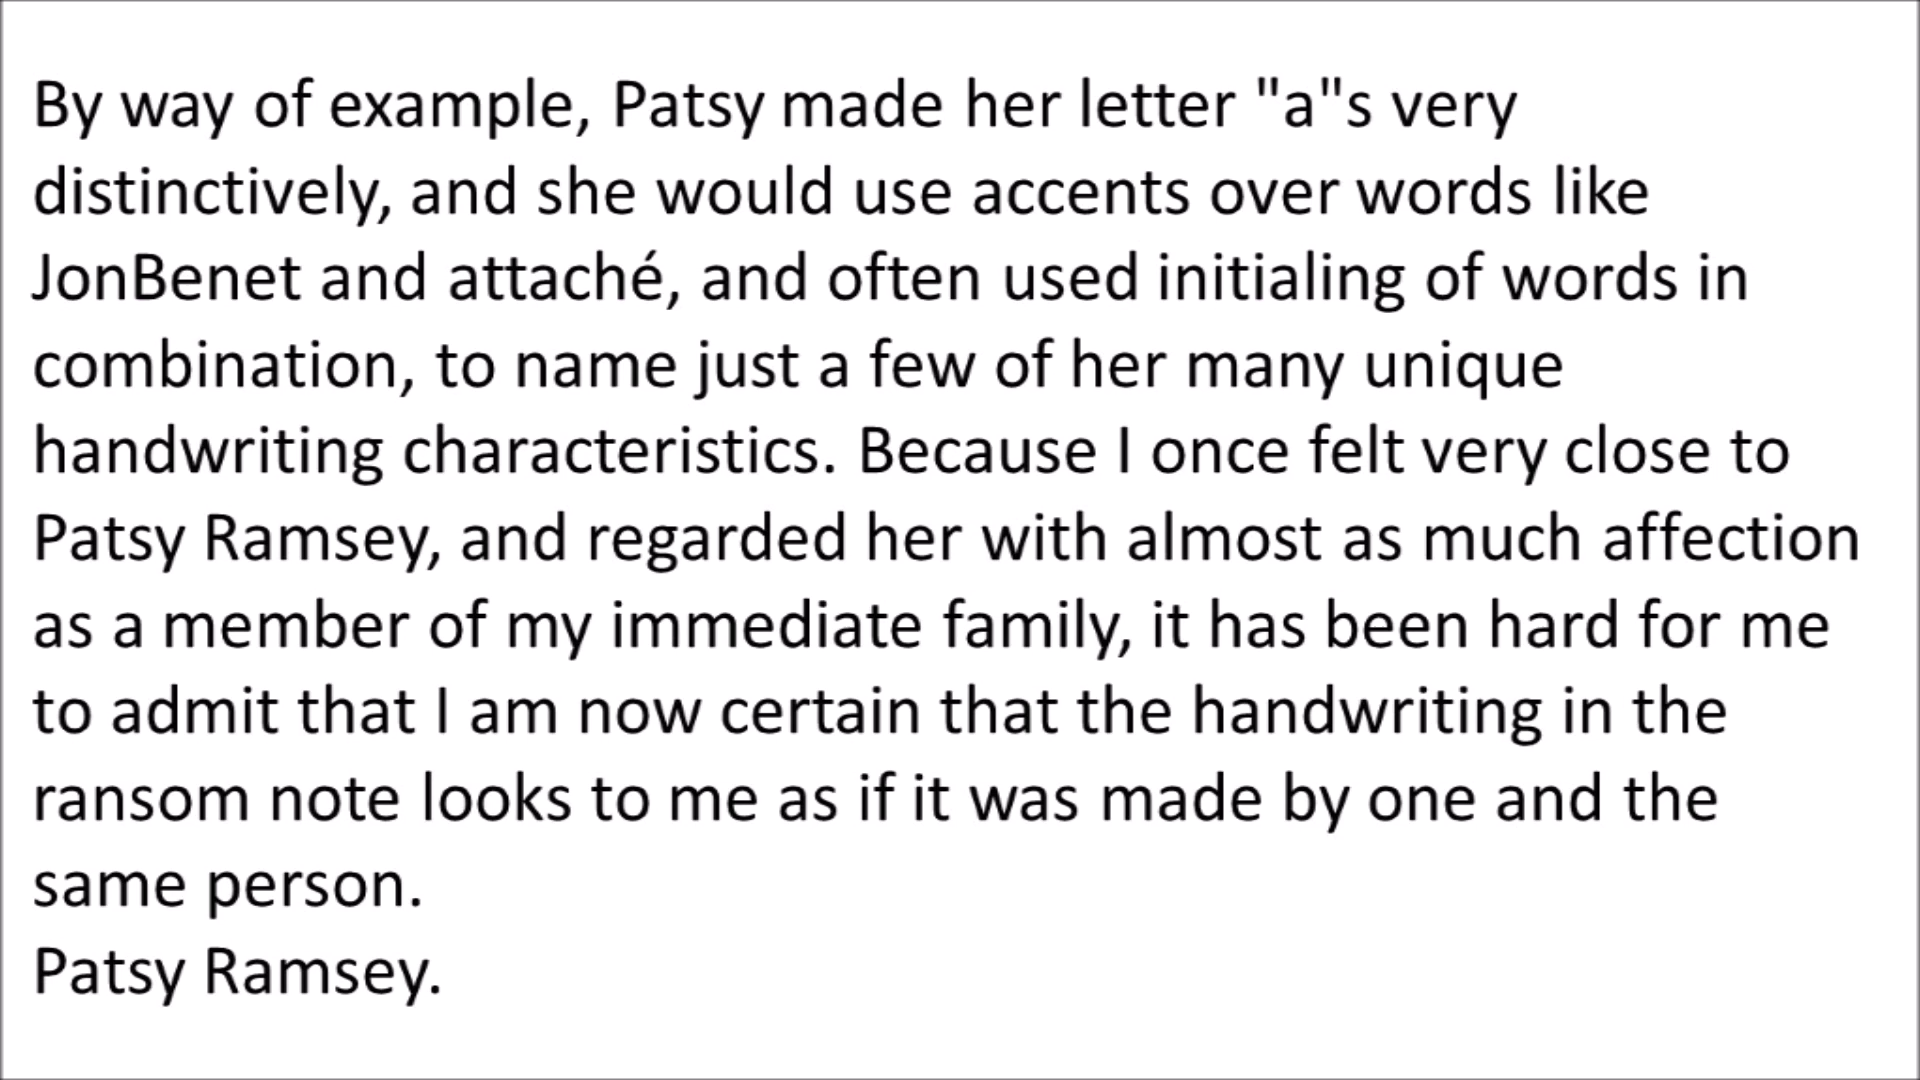 By way of example, Patsy made her letter "a"s very
distinctively, and she would use accents over words like
JonBenet and attaché, and often used initialing of words in
combination, to name just a few of her many unique
handwriting characteristics. Because I once felt very close to
Patsy Ramsey, and regarded her with almost as much affection
as a member of my immediate family, it has been hard for me
to admit that I am now certain that the handwriting in the
ransom note looks to me as if it was made by one and the
same person.
Patsy Ramsey.